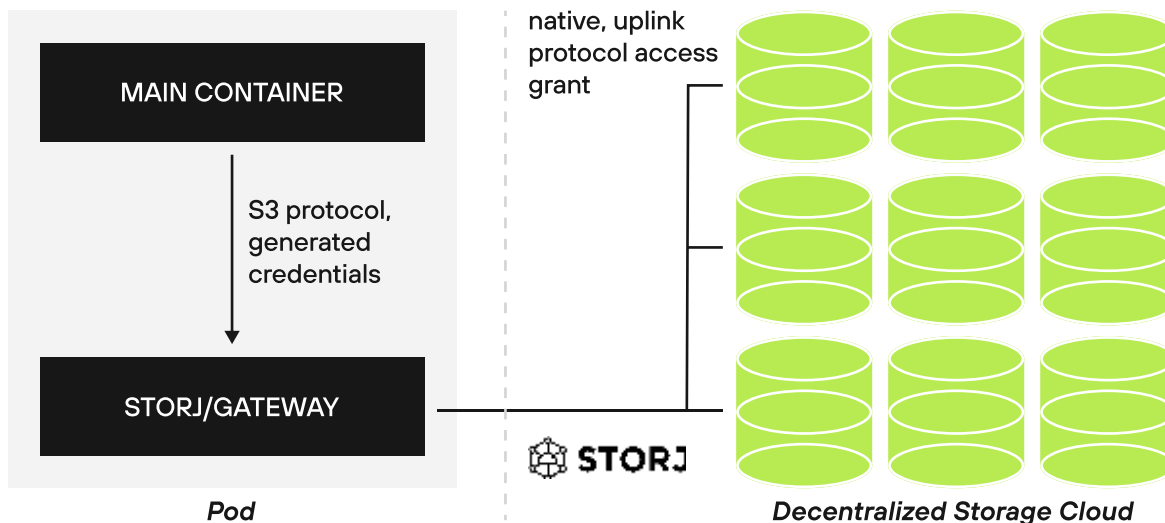 MAIN CONTAINER
S3 protocol,
generated
credentials
STORJ/GATEWAY
Pod
native, uplink
protocol access
grant
STORJ
Decentralized Storage Cloud